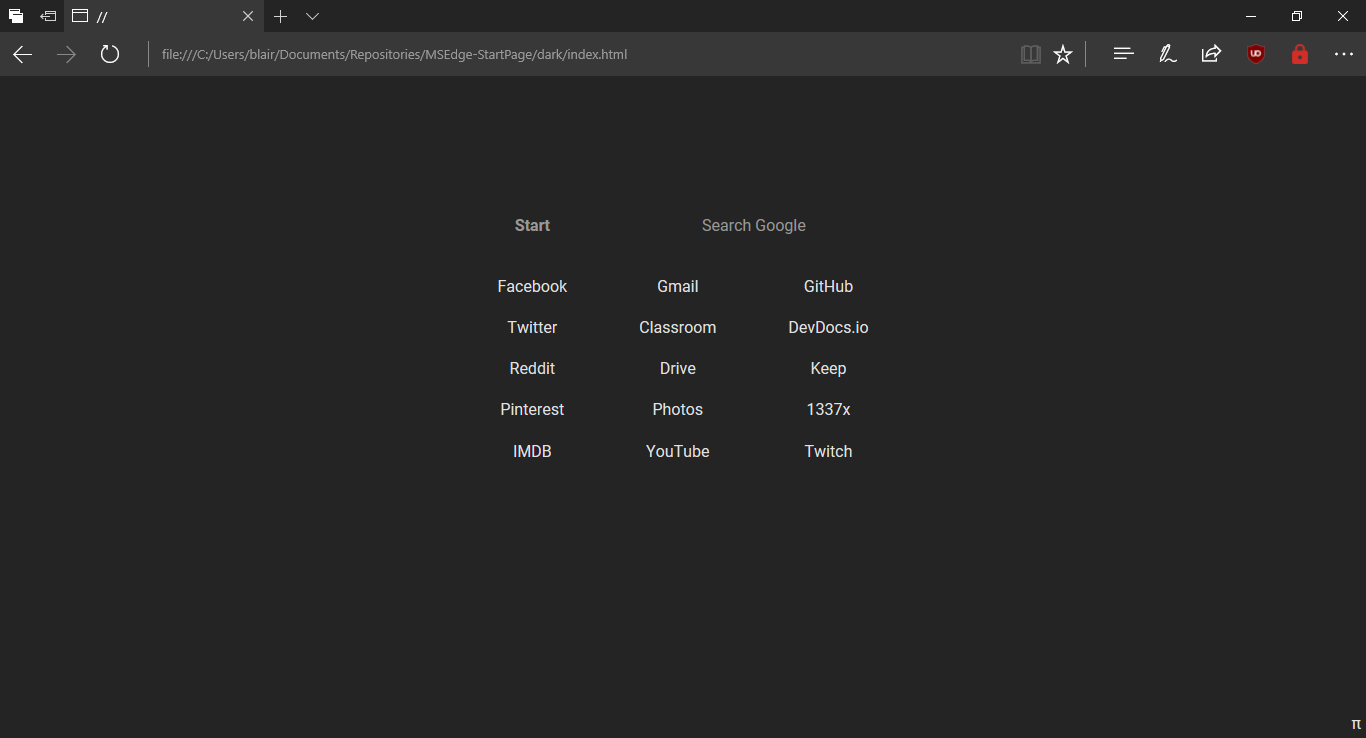 //
file:///C:/Users/blair/Documents/Repositories/MSEdge-StartPage/dark/index.html
Start Search Google
Facebook Gmail GitHub
Twitter Classroom DevDocs.io
Reddit Drive Keep
Pinterest Photos 1337x
IMDB YouTube Twitch
π